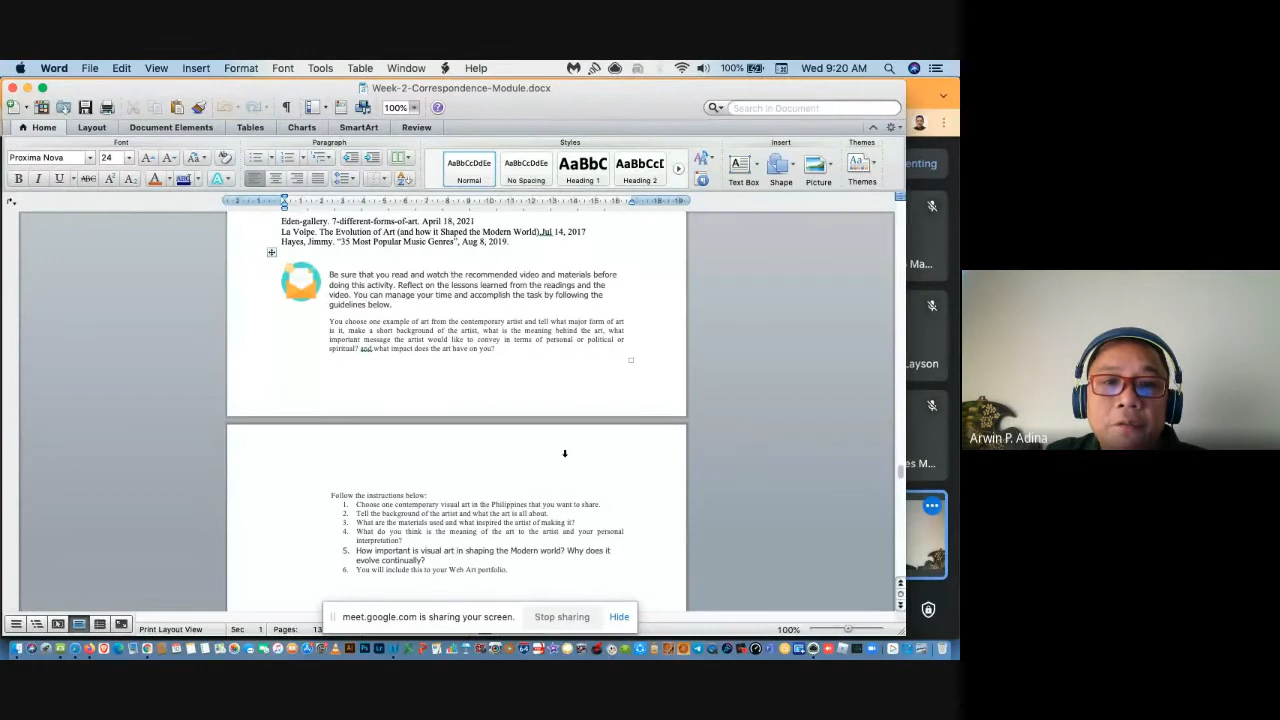 Word File Edit View Insert Format Font Tools Table Window Help 100% Wed 9:20 AM
Week-2-Correspondence-Module.docx
100% Search in Document
Home Layout Document Elements Tables Charts SmartArt Review
Font Paragraph Styles Insert Themes
Proxima Nova 24
AaBbCcDdEe AaBbCcDdEe AaBbC AaBbCcD
Normal No Spacing Heading 1 Heading 2 Text Box Shape Picture Themes
B I U ABC
enting
Eden-gallery. 7-different-forms-of-art. April 18, 2021
La Volpe. The Evolution of Art (and how it Shaped the Modern World),Jul 14, 2017
Hayes, Jimmy. “35 Most Popular Music Genres”, Aug 8, 2019.
Ma...
Be sure that you read and watch the recommended video and materials before
doing this activity. Reflect on the lessons learned from the readings and the
video. You can manage your time and accomplish the task by following the
guidelines below.
You choose one example of art from the contemporary artist and tell what major form of art
is it, make a short background of the artist, what is the meaning behind the art, what
important message the artist would like to convey in terms of personal or political or
spiritual? and what impact does the art have on you?
Layson
Arwin P. Adina
es M...
Follow the instructions below:
1. Choose one contemporary visual art in the Philippines that you want to share.
2. Tell the background of the artist and what the art is all about.
3. What are the materials used and what inspired the artist of making it?
4. What do you think is the meaning of the art to the artist and your personal
interpretation?
5. How important is visual art in shaping the Modern world? Why does it
evolve continually?
6. You will include this to your Web Art portfolio.
meet.google.com is sharing your screen. Stop sharing Hide
Print Layout View Sec 1 Pages: 13 100%